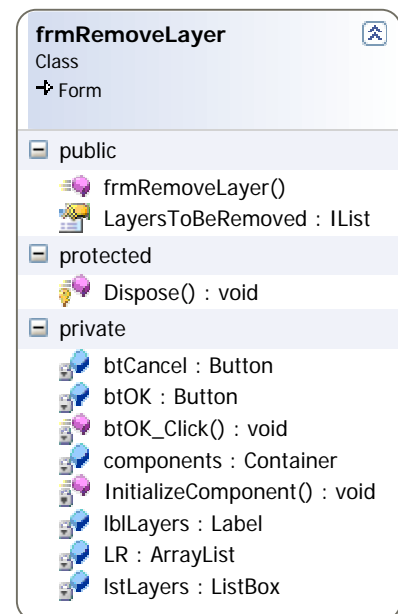 frmRemoveLayer
Class
Form
public
frmRemoveLayer()
LayersToBeRemoved : IList
protected
Dispose() : void
private
btCancel : Button
btOK : Button
btOK_Click() : void
components : Container
InitializeComponent() : void
lblLayers : Label
LR : ArrayList
lstLayers : ListBox